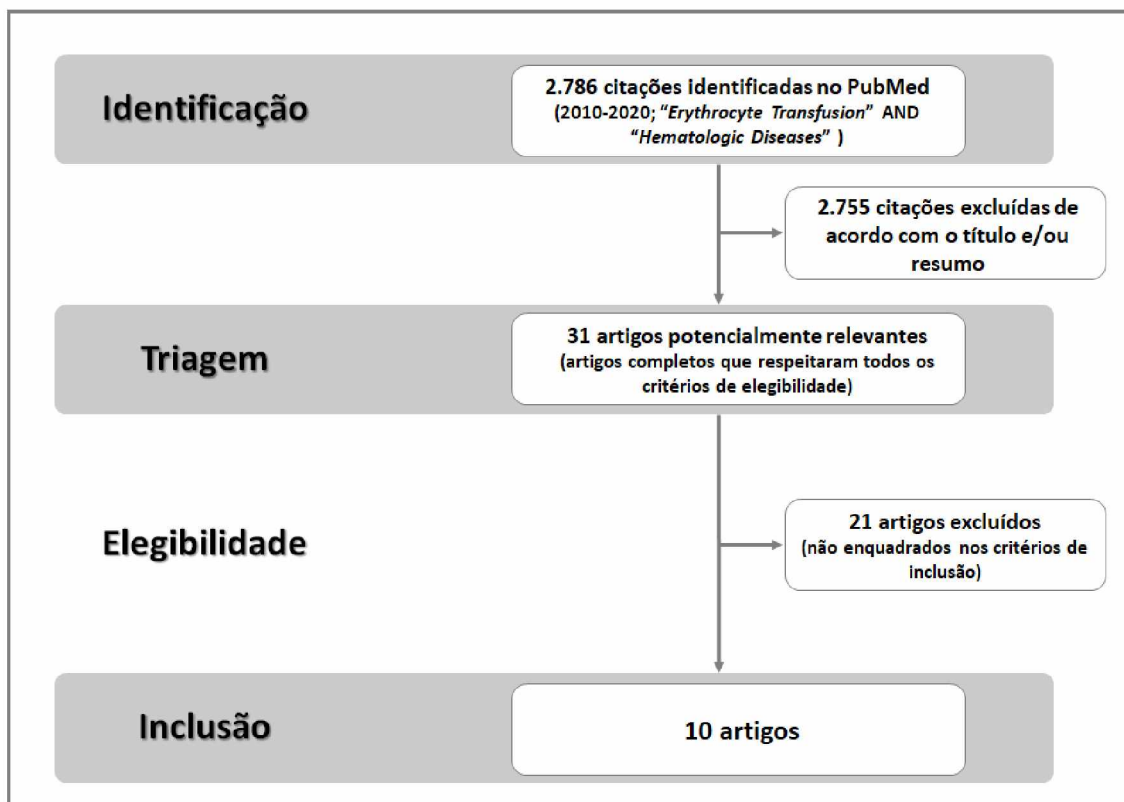 Identificação
2.786 citações identificadas no PubMed
(2010-2020; “Erythrocyte Transfusion” AND
“Hematologic Diseases” )
2.755 citações excluídas de
acordo com o título e/ou
resumo
Triagem
31 artigos potencialmente relevantes
(artigos completos que respeitaram todos os
critérios de elegibilidade)
Elegibilidade
21 artigos excluídos
(não enquadrados nos critérios de
inclusão)
Inclusão
10 artigos